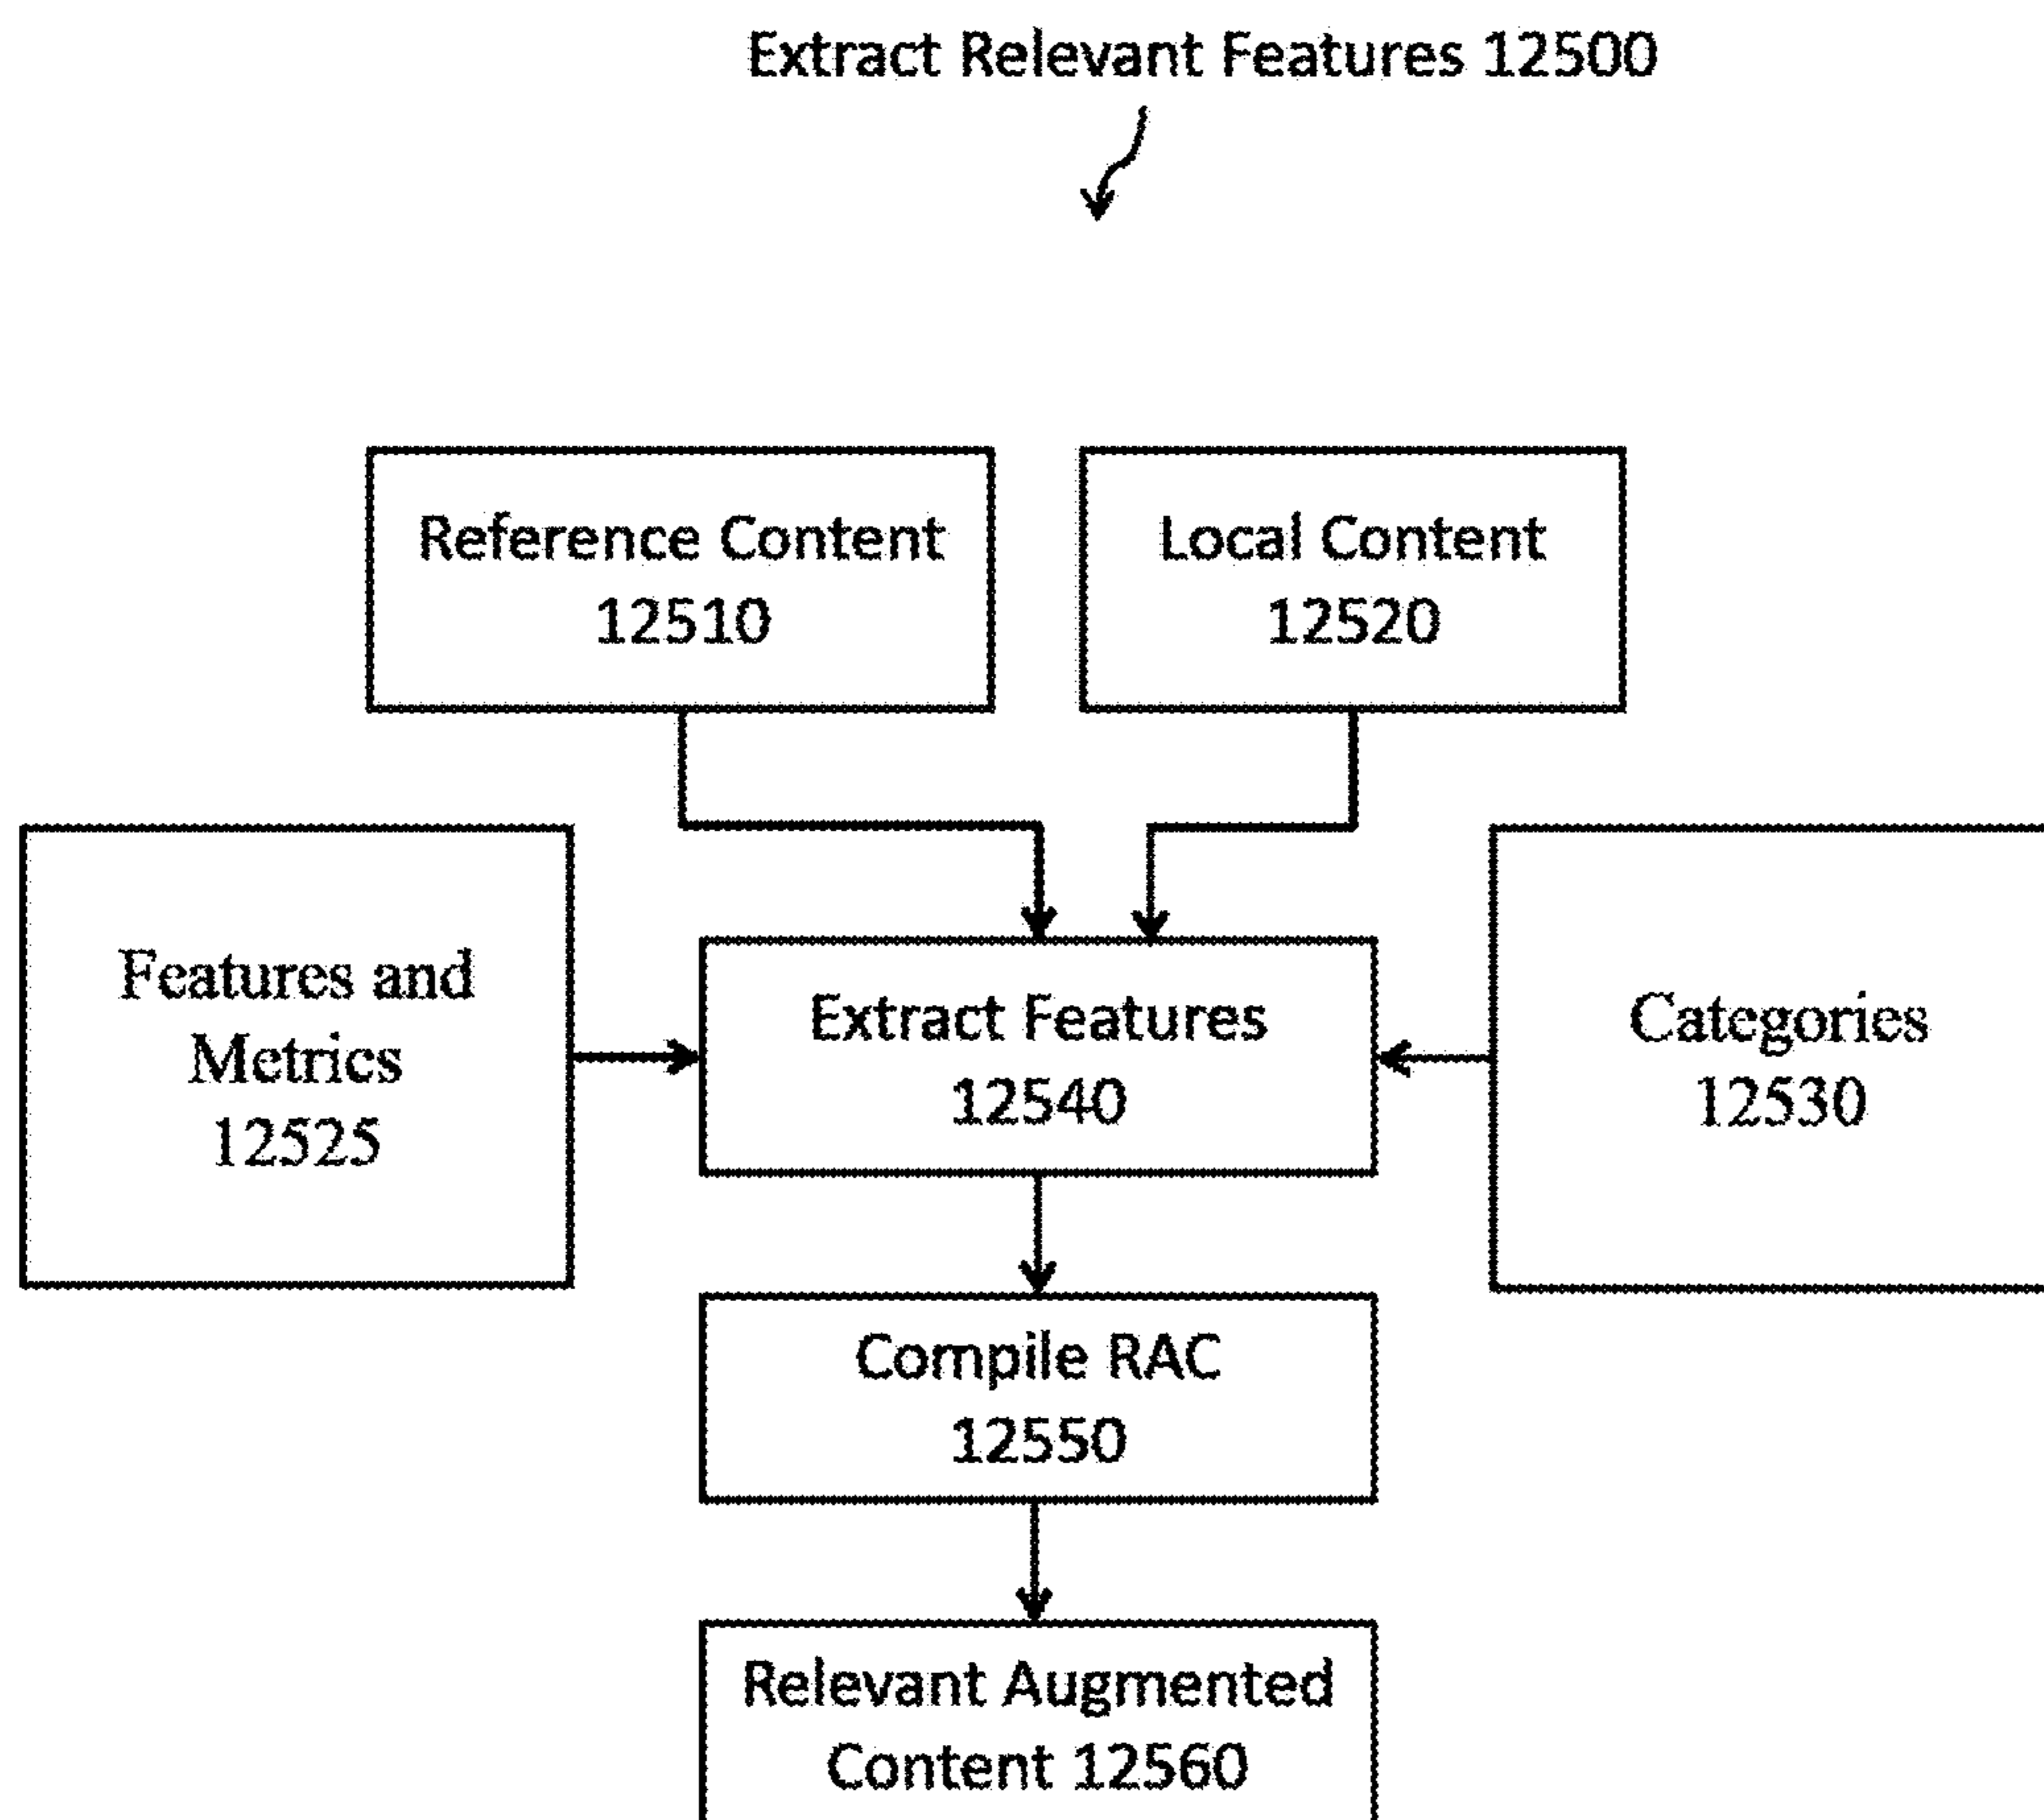 Extract Relevant Features 12500
Reference Content
12510
Local Content
12520
Features and
Metrics
12525
Extract Features
12540
Categories
12530
Compile RAC
12550
Relevant Augmented
Content 12560